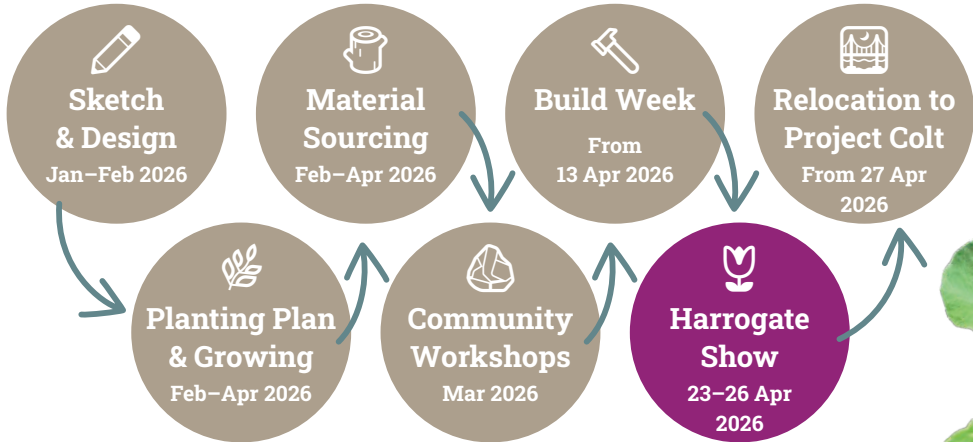 Sketch
& Design
Jan–Feb 2026
Planting Plan
& Growing
Feb–Apr 2026
Material
Sourcing
Feb–Apr 2026
Community
Workshops
Mar 2026
Build Week
From
13 Apr 2026
Harrogate
Show
23–26 Apr
2026
Relocation to
Project Colt
From 27 Apr
2026